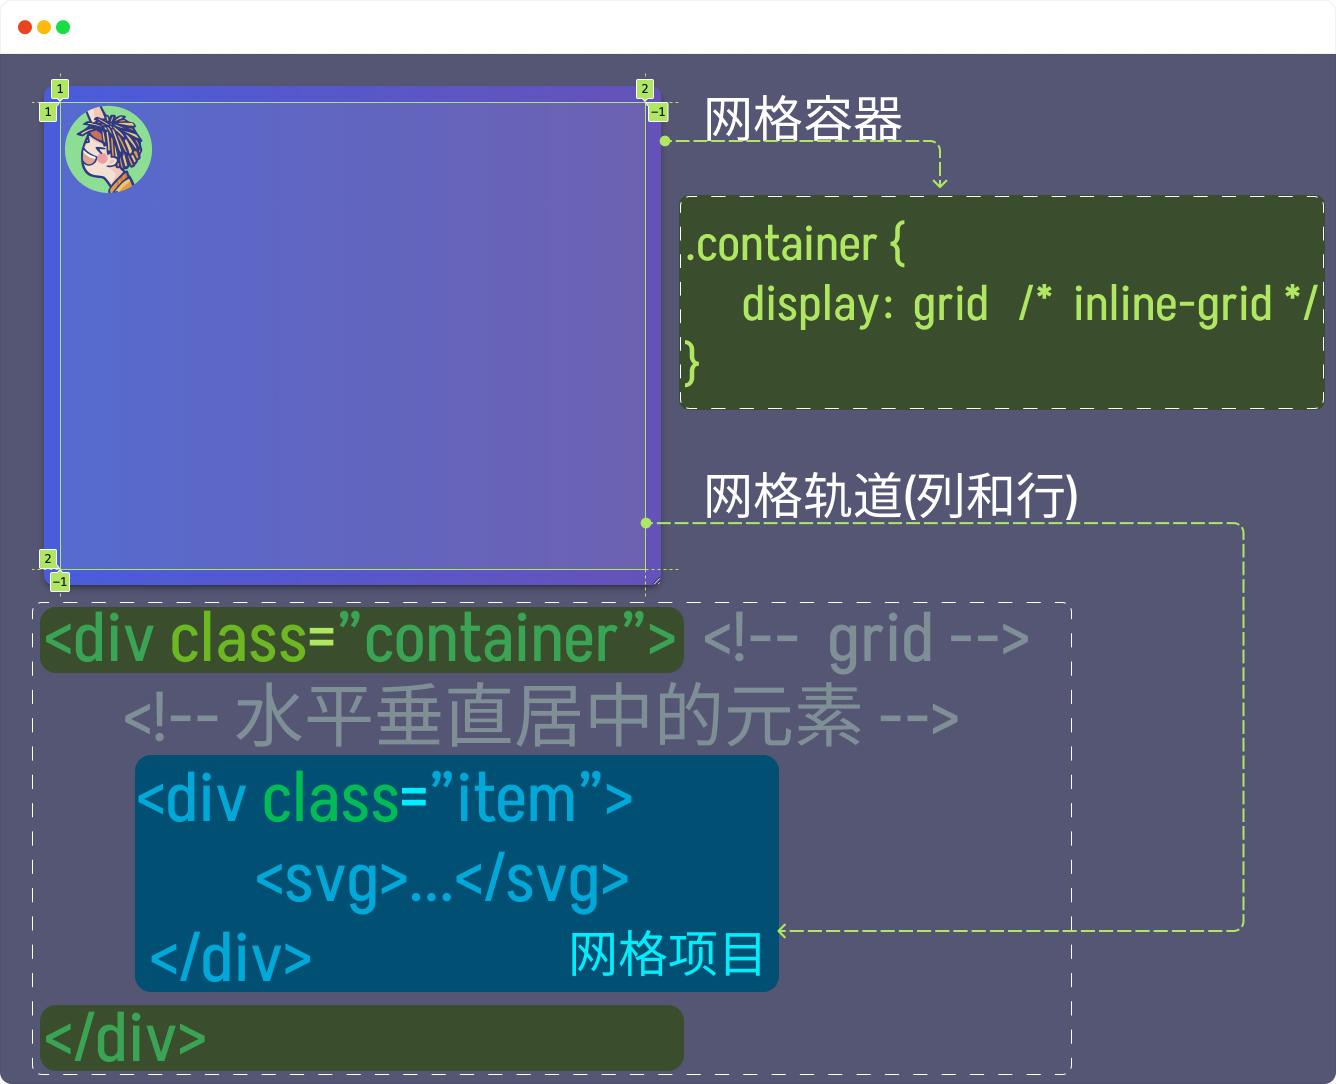 1
2
1
-1
网格容器
.container {
display: grid /* inline-grid */
}
网格轨道(列和行)
2
-1
<div class=”container”> <!-- grid -->
<!-- 水平垂直居中的元素 -->
<div class=”item”>
<svg>...</svg>
</div>
网格项目
</div>